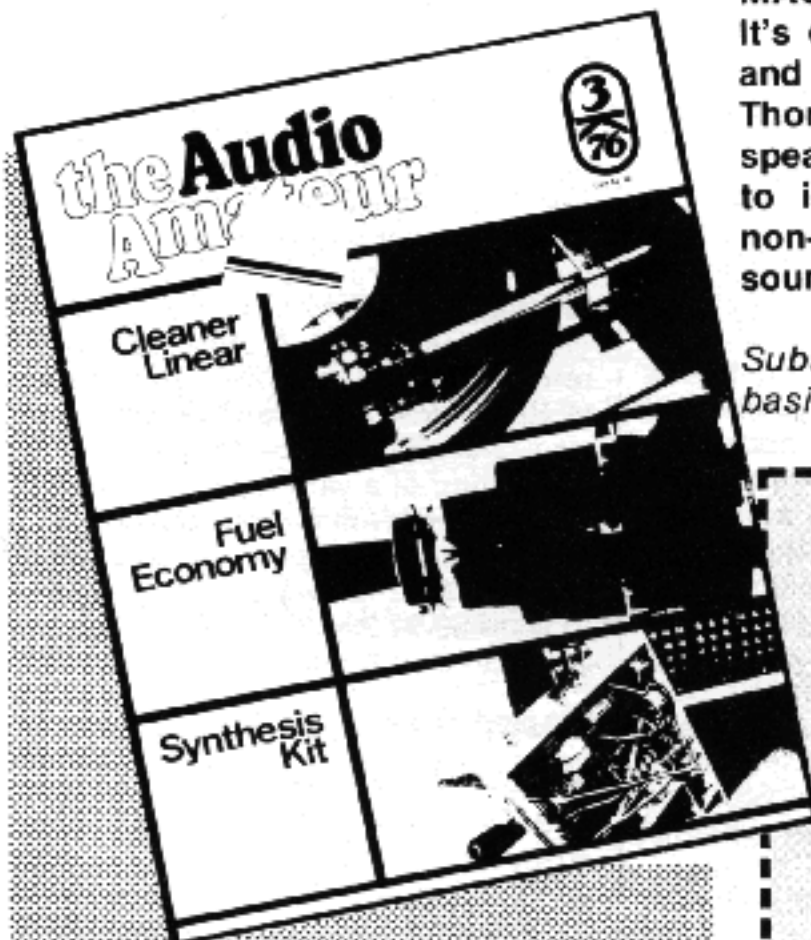 the Audio
Amateur
3
76
Cleaner
Linear
Fuel
Economy
Synthesis
Kit
It's
and
Thor
spea
to i
non-
sour
Sub
basi